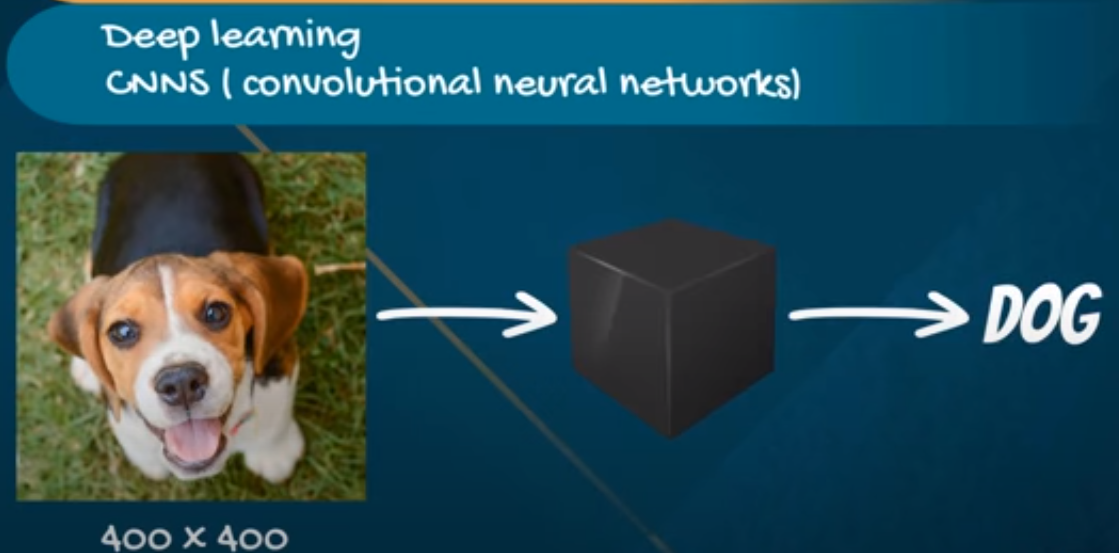 Deep learning
CNNS ( convolutional neural networks)
DOG
400 X 400